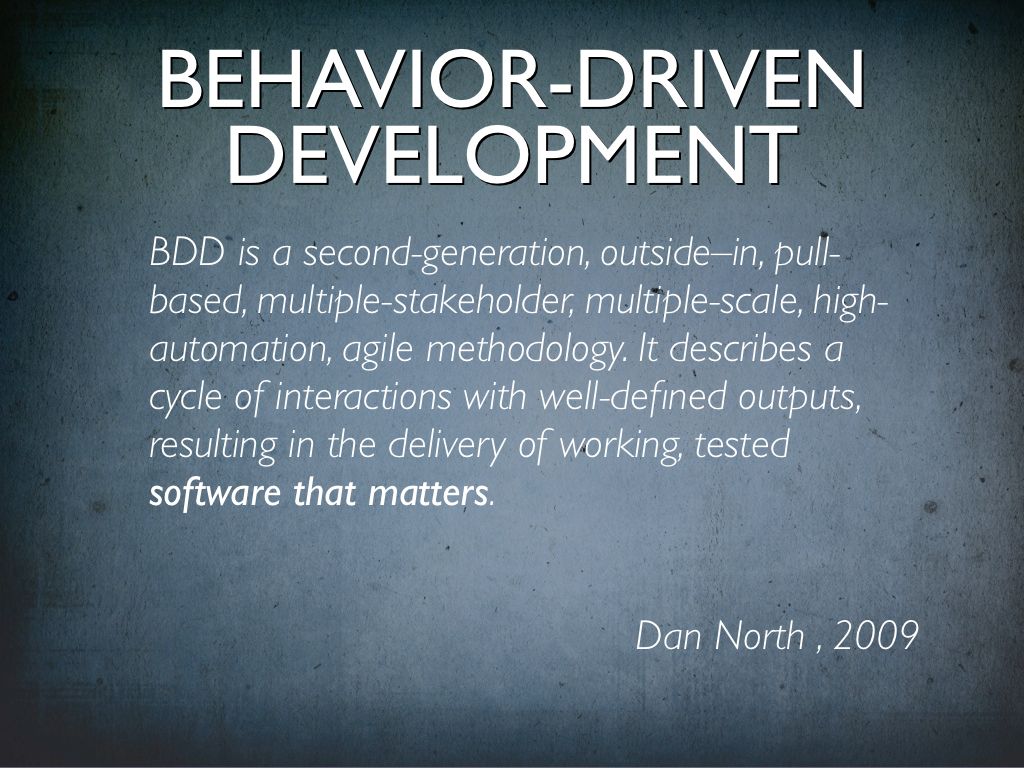 BEHAVIOR-DRIVEN
DEVELOPMENT
BDD is a second-generation, outside–in, pull-
based, multiple-stakeholder, multiple-scale, high-
automation, agile methodology. It describes a
cycle of interactions with well-defined outputs,
resulting in the delivery of working, tested
software that matters.
Dan North , 2009